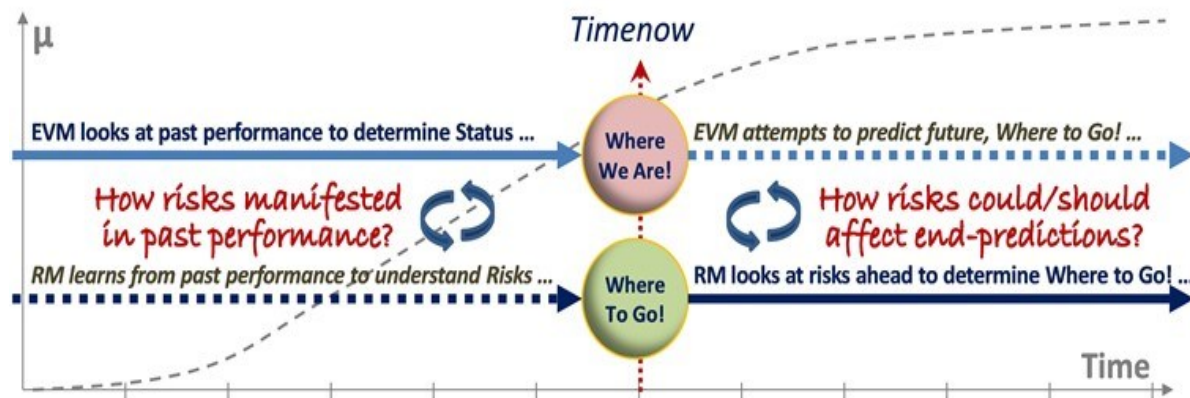 μ
Timenow
EVM looks at past performance to determine Status ...
Where
We Are!
EVM attempts to predict future, Where to Go! ...
How risks manifested
in past performance?
How risks could/should
affect end-predictions?
RM learns from past performance to understand Risks ...
Where
To Go!
RM looks at risks ahead to determine Where to Go! ...
Time